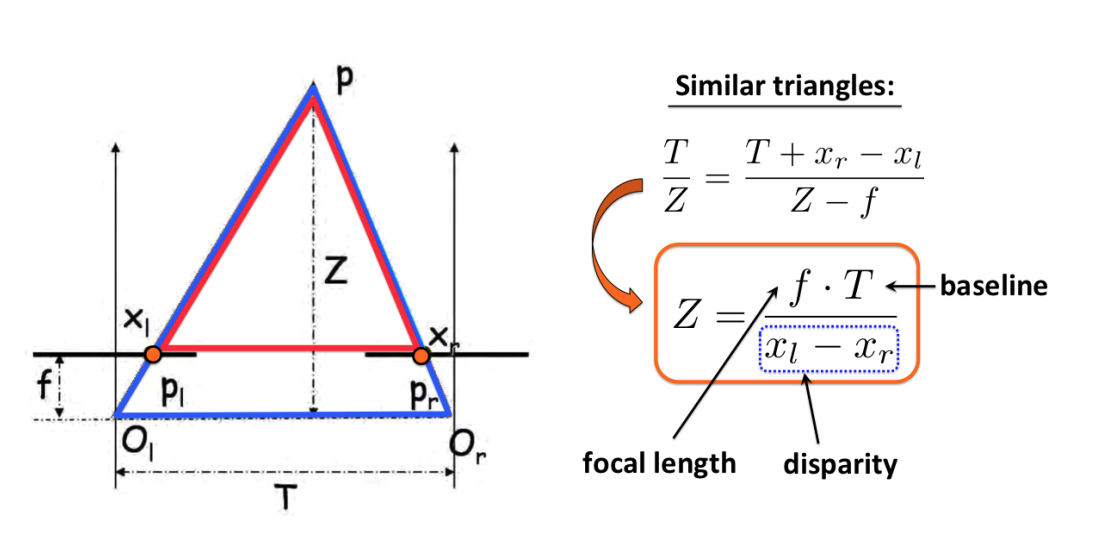 p
Z
x_l
x_r
f
p_l
p_r
O_l
O_r
T
Similar triangles:
T/Z = (T + x_r − x_l)/(Z − f)
Z = (f · T)/(x_l − x_r)
baseline
focal length
disparity